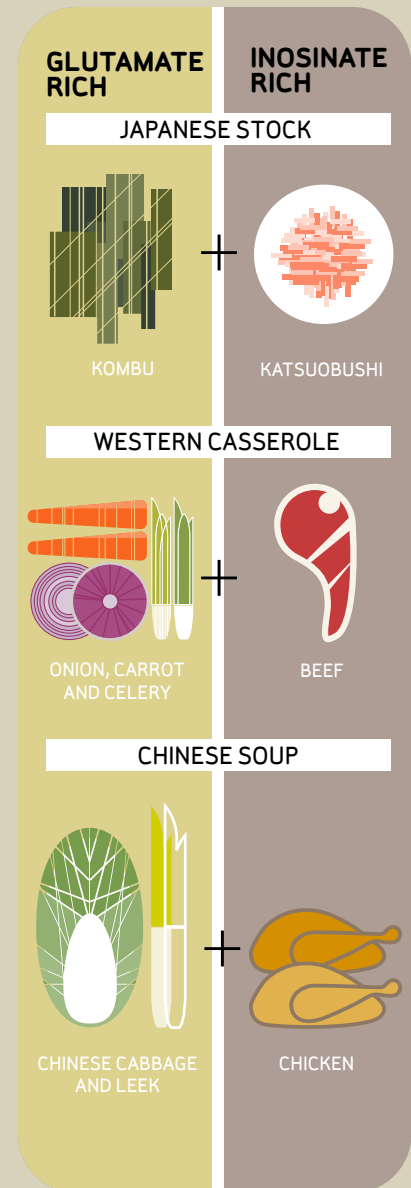 GLUTAMATE
RICH
INOSINATE
RICH
JAPANESE STOCK
KOMBU
KATSUOBUSHI
WESTERN CASSEROLE
ONION, CARROT
AND CELERY
BEEF
CHINESE SOUP
CHINESE CABBAGE
AND LEEK
CHICKEN